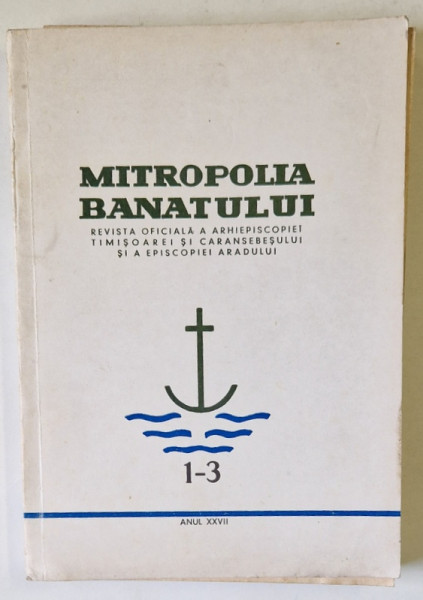 MITROPOLIA
BANATULUI
REVISTA OFICIALĂ A ARHIEPISCOPIEI
TIMIȘOAREI ȘI CARANSEBEȘULUI
ȘI A EPISCOPIEI ARADULUI
1-3
ANUL XXVII